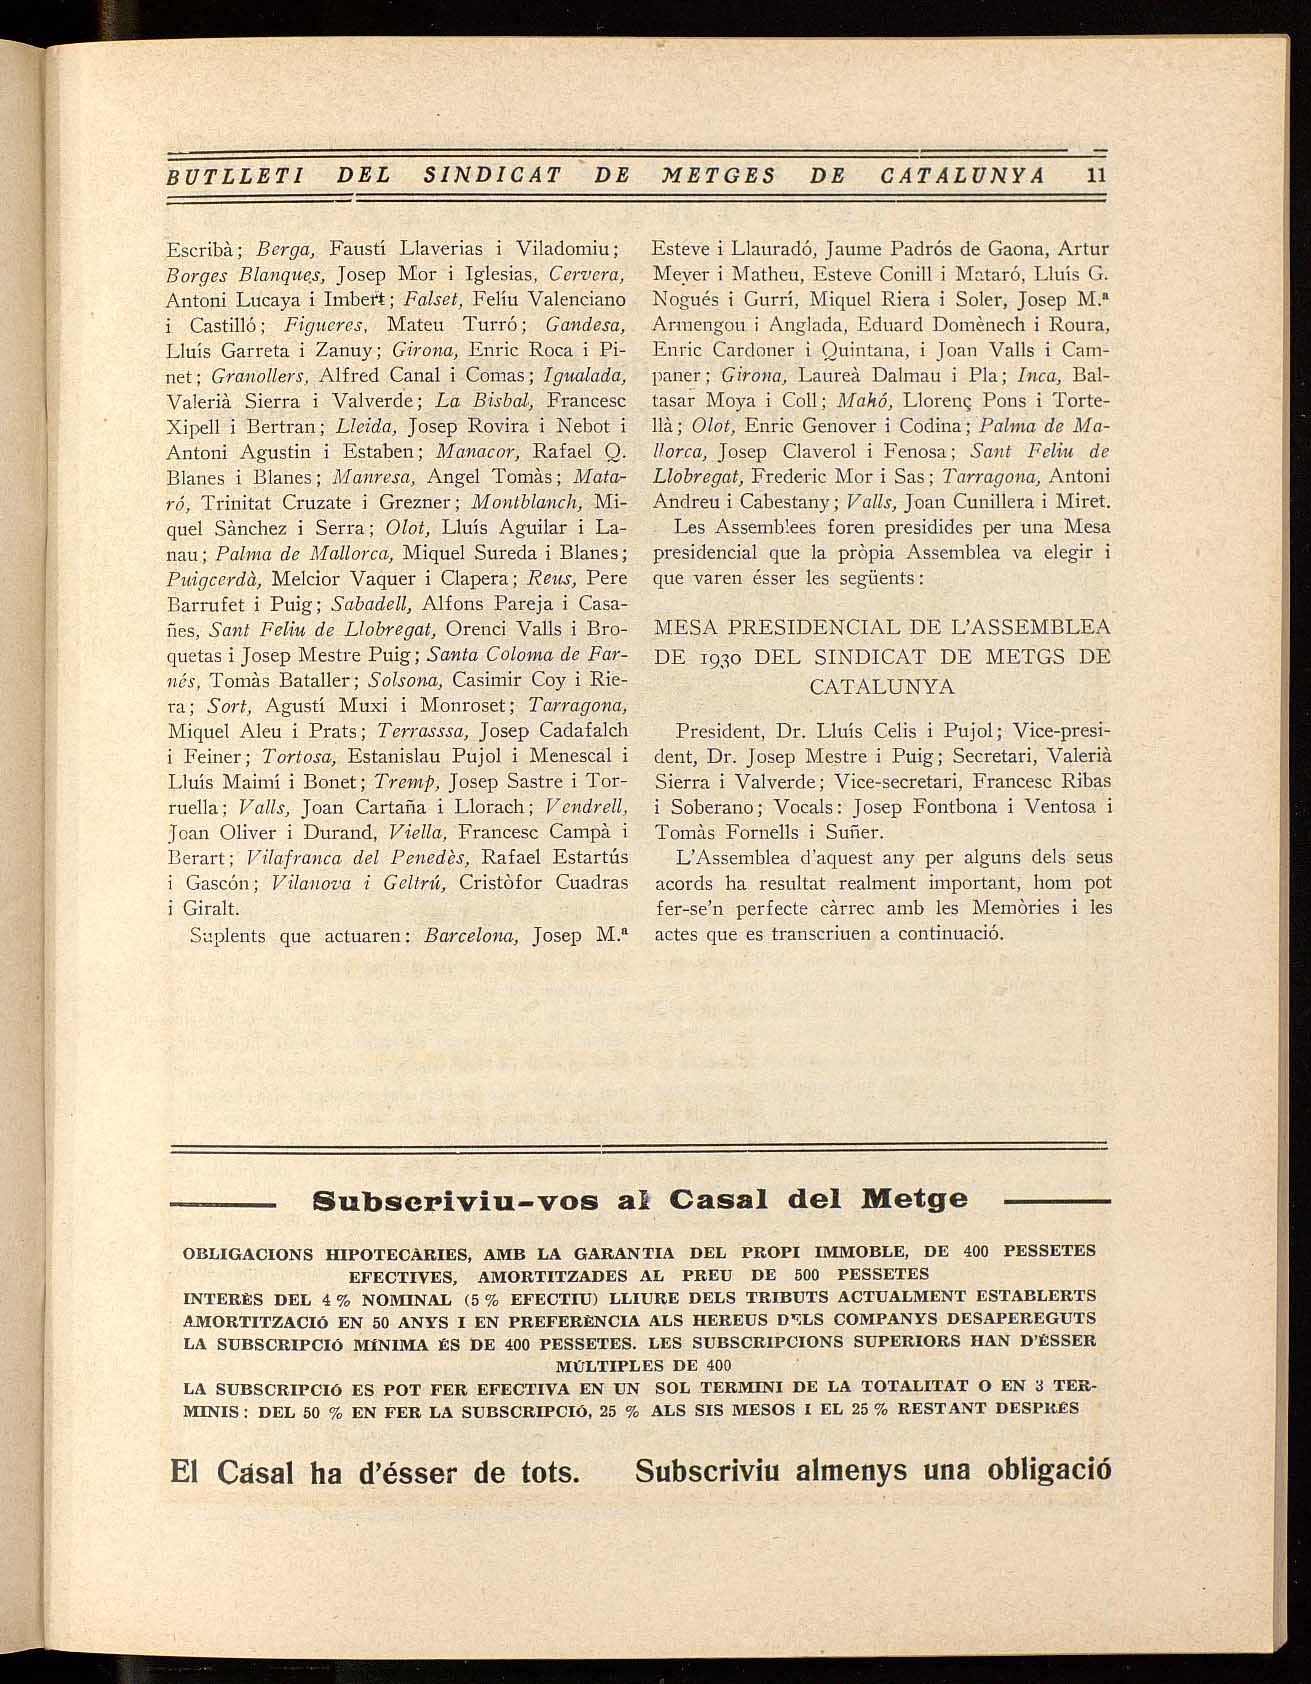 BUTLLETI DEL SINDICAT DE METGES DE CATALUNYA 11
Escribà; Berga, Faustí Llaverias i Viladomiu;
Borges Blanques, Josep Mor i Iglesias, Cervera,
Antoni Lucaya i Imbert; Falset, Felíu Valenciano
i Castilló; Figueres, Mateu Turró; Gandesa,
Lluís Garreta i Zanuy; Girona, Enric Roca i Pi-
net; Granollers, Alfred Canal i Comas; Igualada,
Valerià Sierra i Valverde; La Bisbal, Francesc
Xipell i Bertran; Lleida, Josep Rovira i Nebot i
Antoni Agustin i Estaben; Manacor, Rafael Q.
Blanes i Blanes; Manresa, Angel Tomàs; Mata-
ró, Trinitat Cruzate i Grezner; Montblanch, Mi-
quel Sànchez i Serra; Olot, Lluís Aguilar i La-
nau; Palma de Mallorca, Miquel Sureda i Blanes;
Puigcerdà, Melcior Vaquer i Clapera; Reus, Pere
Barrufet i Puig; Sabadell, Alfons Pareja i Casa-
ñes, Sant Feliu de Llobregat, Orenci Valls i Bro-
quetas i Josep Mestre Puig; Santa Coloma de Far-
nés, Tomàs Bataller; Solsona, Casimir Coy i Rie-
ra; Sort, Agustí Muxi i Monroset; Tarragona,
Miquel Aleu i Prats; Terrasssa, Josep Cadafalch
i Feiner; Tortosa, Estanislau Pujol i Menescal i
Lluís Maimí i Bonet; Tremp, Josep Sastre i Tor-
ruella; Valls, Joan Cartaña i Llorach; Vendrell,
Joan Oliver i Durand, Viella, Francesc Campà i
Berart; Vilafranca del Penedès, Rafael Estartús
i Gascón; Vilanova i Geltrú, Cristòfor Cuadras
i Giralt.
Suplents que actuaren: Barcelona, Josep M.ª
Esteve i Llauradó, Jaume Padrós de Gaona, Artur
Meyer i Matheu, Esteve Conill i Mataró, Lluís G.
Nogués i Gurrí, Miquel Riera i Soler, Josep M.ª
Armengou i Anglada, Eduard Domènech i Roura,
Enric Cardoner i Quintana, i Joan Valls i Cam-
paner; Girona, Laureà Dalmau i Pla; Inca, Bal-
tasar Moya i Coll; Mahó, Llorenç Pons i Torte-
llà; Olot, Enric Genover i Codina; Palma de Ma-
llorca, Josep Claverol i Fenosa; Sant Feliu de
Llobregat, Frederic Mor i Sas; Tarragona, Antoni
Andreu i Cabestany; Valls, Joan Cunillera i Miret.
Les Assemblees foren presidides per una Mesa
presidencial que la pròpia Assemblea va elegir i
que varen ésser les següents:
MESA PRESIDENCIAL DE L'ASSEMBLEA
DE 1930 DEL SINDICAT DE METGS DE
CATALUNYA
President, Dr. Lluís Celis i Pujol; Vice-presi-
dent, Dr. Josep Mestre i Puig; Secretari, Valerià
Sierra i Valverde; Vice-secretari, Francesc Ribas
i Soberano; Vocals: Josep Fontbona i Ventosa i
Tomàs Fornells i Suñer.
L'Assemblea d'aquest any per alguns dels seus
acords ha resultat realment important, hom pot
fer-se'n perfecte càrrec amb les Memòries i les
actes que es transcriuen a continuació.
Subscriviu-vos al Casal del Metge
OBLIGACIONS HIPOTECÀRIES, AMB LA GARANTIA DEL PROPI IMMOBLE, DE 400 PESSETES
EFECTIVES, AMORTITZADES AL PREU DE 500 PESSETES
INTERÈS DEL 4 % NOMINAL (5 % EFECTIU) LLIURE DELS TRIBUTS ACTUALMENT ESTABLERTS
AMORTITZACIÓ EN 50 ANYS I EN PREFERÈNCIA ALS HEREUS DELS COMPANYS DESAPEREGUTS
LA SUBSCRIPCIÓ MÍNIMA ÉS DE 400 PESSETES. LES SUBSCRIPCIONS SUPERIORS HAN D'ÉSSER
MÚLTIPLES DE 400
LA SUBSCRIPCIÓ ES POT FER EFECTIVA EN UN SOL TERMINI DE LA TOTALITAT O EN 3 TER-
MINIS: DEL 50 % EN FER LA SUBSCRIPCIÓ, 25 % ALS SIS MESOS I EL 25 % RESTANT DESPRÉS
El Casal ha d'ésser de tots. Subscriviu almenys una obligació